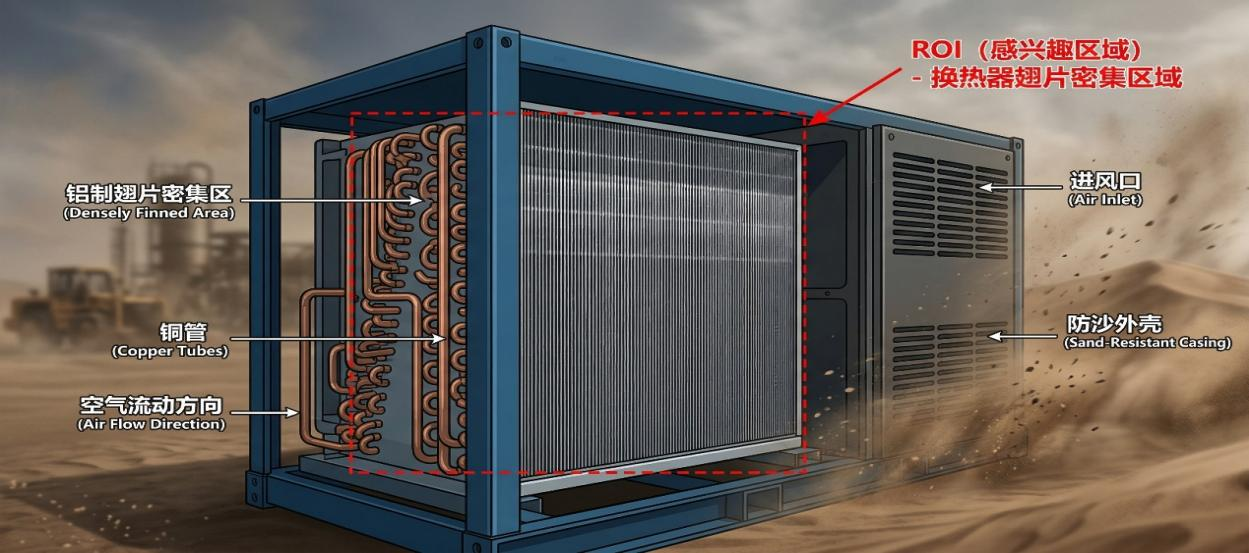 ROI（感兴趣区域）
- 换热器翅片密集区域
铝制翅片密集区
(Densely Finned Area)
进风口
(Air Inlet)
铜管
(Copper Tubes)
防沙外壳
(Sand-Resistant Casing)
空气流动方向
(Air Flow Direction)